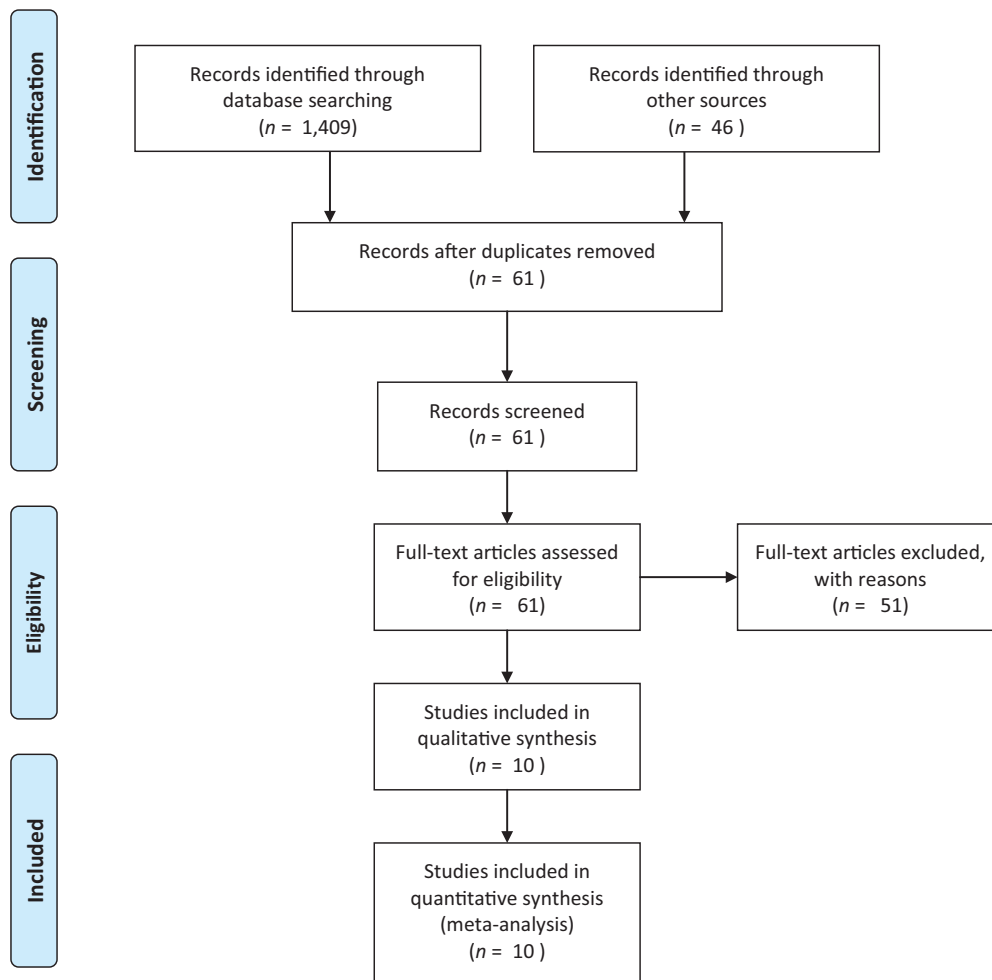 Identification
Records identified through
database searching
(n = 1,409)
Records identified through
other sources
(n = 46 )
Records after duplicates removed
(n = 61 )
Screening
Records screened
(n = 61 )
Eligibility
Full-text articles assessed
for eligibility
(n = 61)
Full-text articles excluded,
with reasons
(n = 51)
Studies included in
qualitative synthesis
(n = 10 )
Included
Studies included in
quantitative synthesis
(meta-analysis)
(n = 10 )